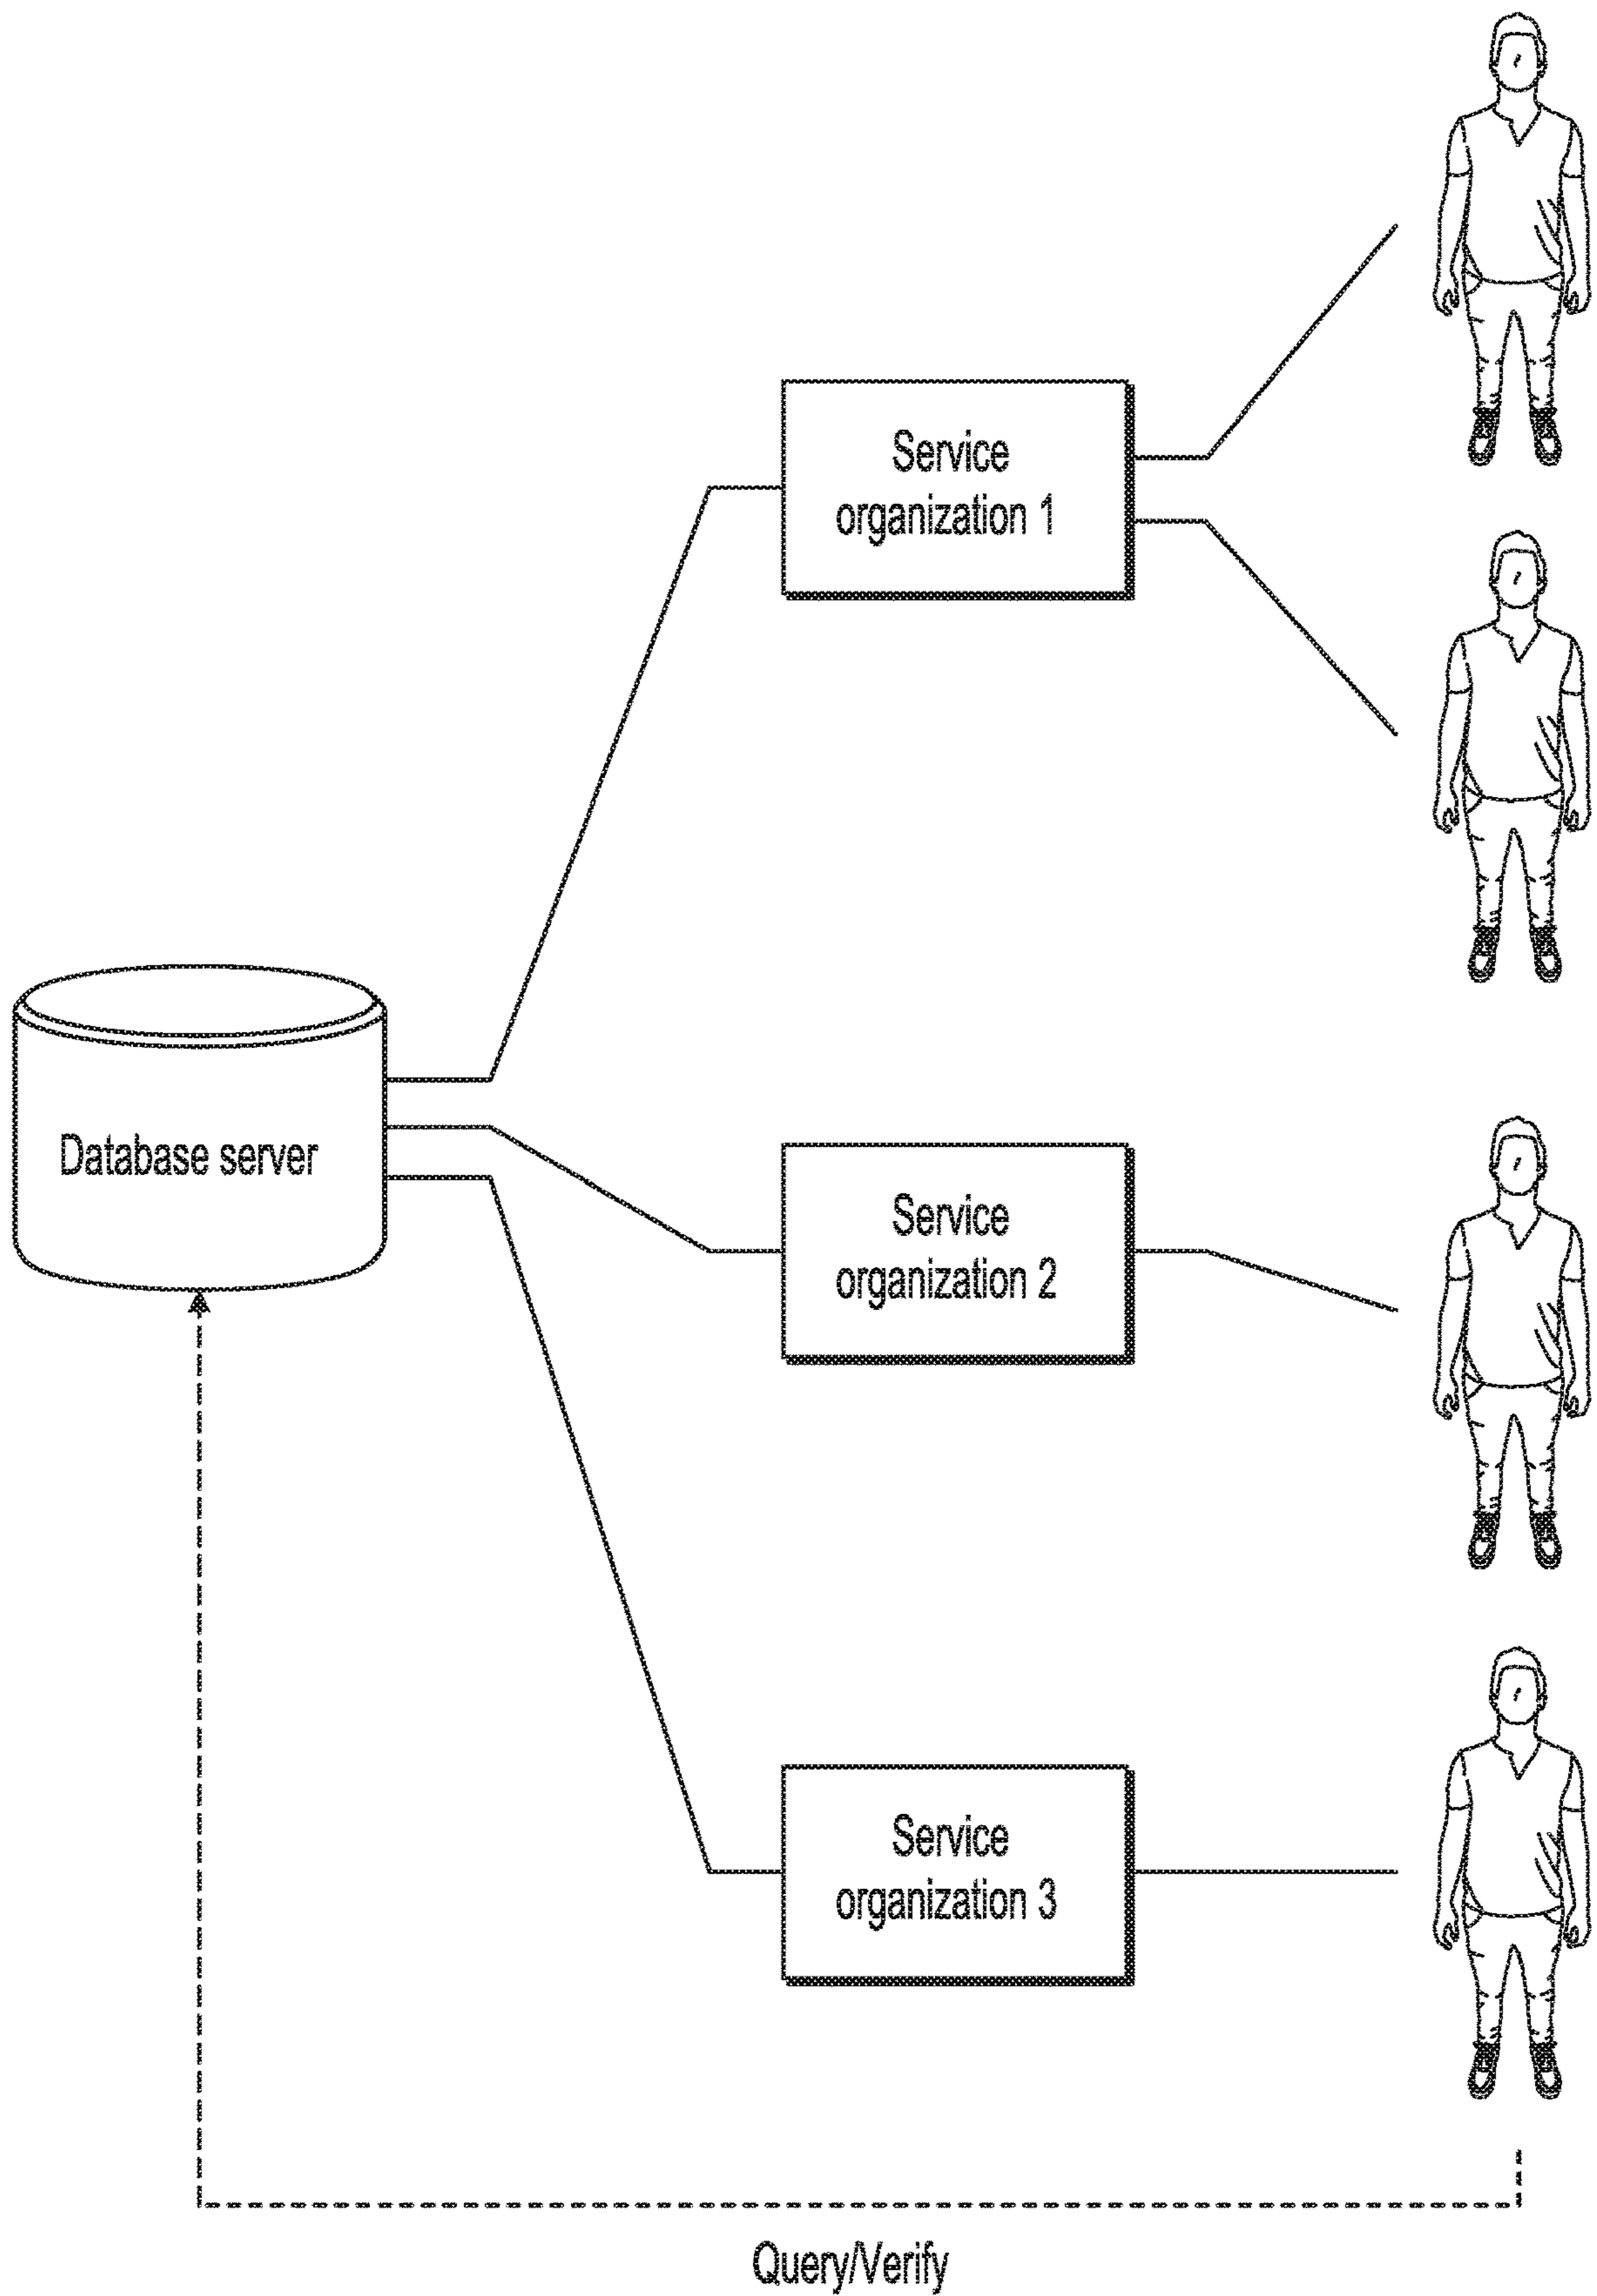 Service
organization 1
Database server
Service
organization 2
Service
organization 3
Query/Verify